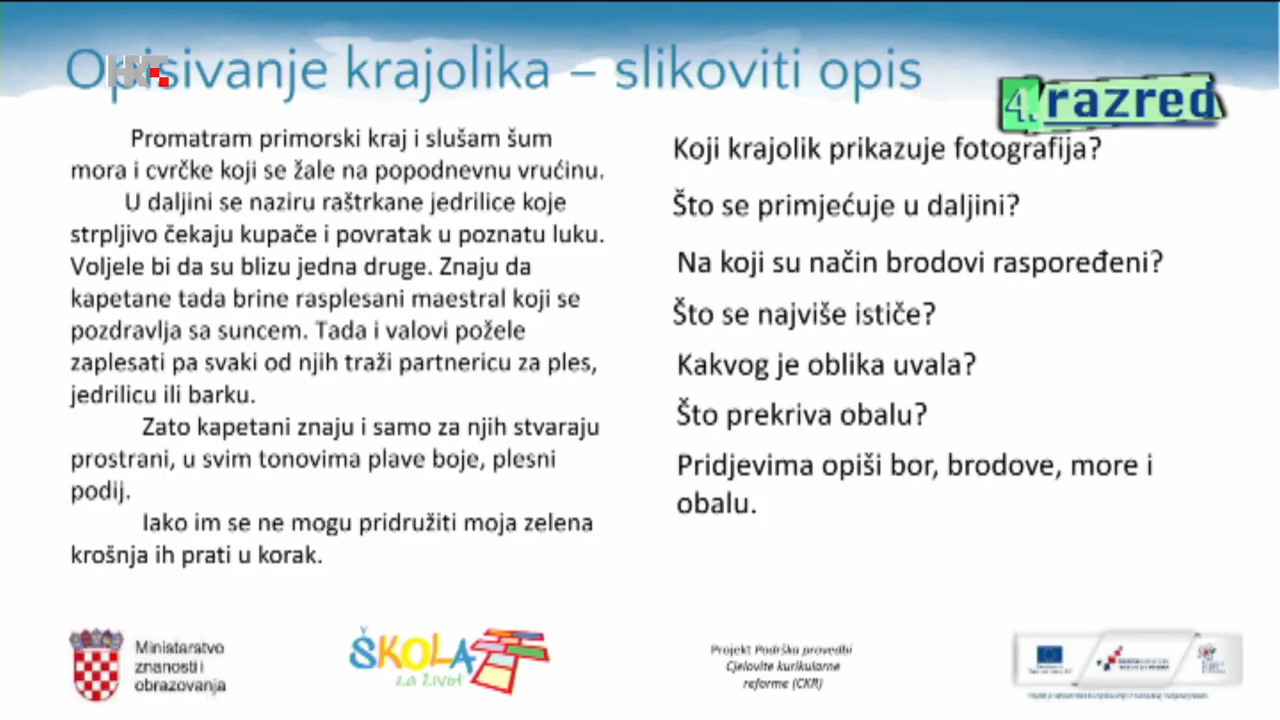 Opisivanje krajolika – slikoviti opis
HRT
4. razred
Promatram primorski kraj i slušam šum
mora i cvrčke koji se žale na popodnevnu vrućinu.
U daljini se naziru raštrkane jedrilice koje
strpljivo čekaju kupače i povratak u poznatu luku.
Voljele bi da su blizu jedna druge. Znaju da
kapetane tada brine rasplesani maestral koji se
pozdravlja sa suncem. Tada i valovi požele
zaplesati pa svaki od njih traži partnericu za ples,
jedrilicu ili barku.
Zato kapetani znaju i samo za njih stvaraju
prostrani, u svim tonovima plave boje, plesni
podij.
Iako im se ne mogu pridružiti moja zelena
krošnja ih prati u korak.
Koji krajolik prikazuje fotografija?
Što se primjećuje u daljini?
Na koji su način brodovi raspoređeni?
Što se najviše ističe?
Kakvog je oblika uvala?
Što prekriva obalu?
Pridjevima opiši bor, brodove, more i
obalu.
Ministarstvo
znanosti i
obrazovanja
ŠKOLA
za život
Projekt Podrška provedbi
Cjelovite kurikularne
reforme (CKR)